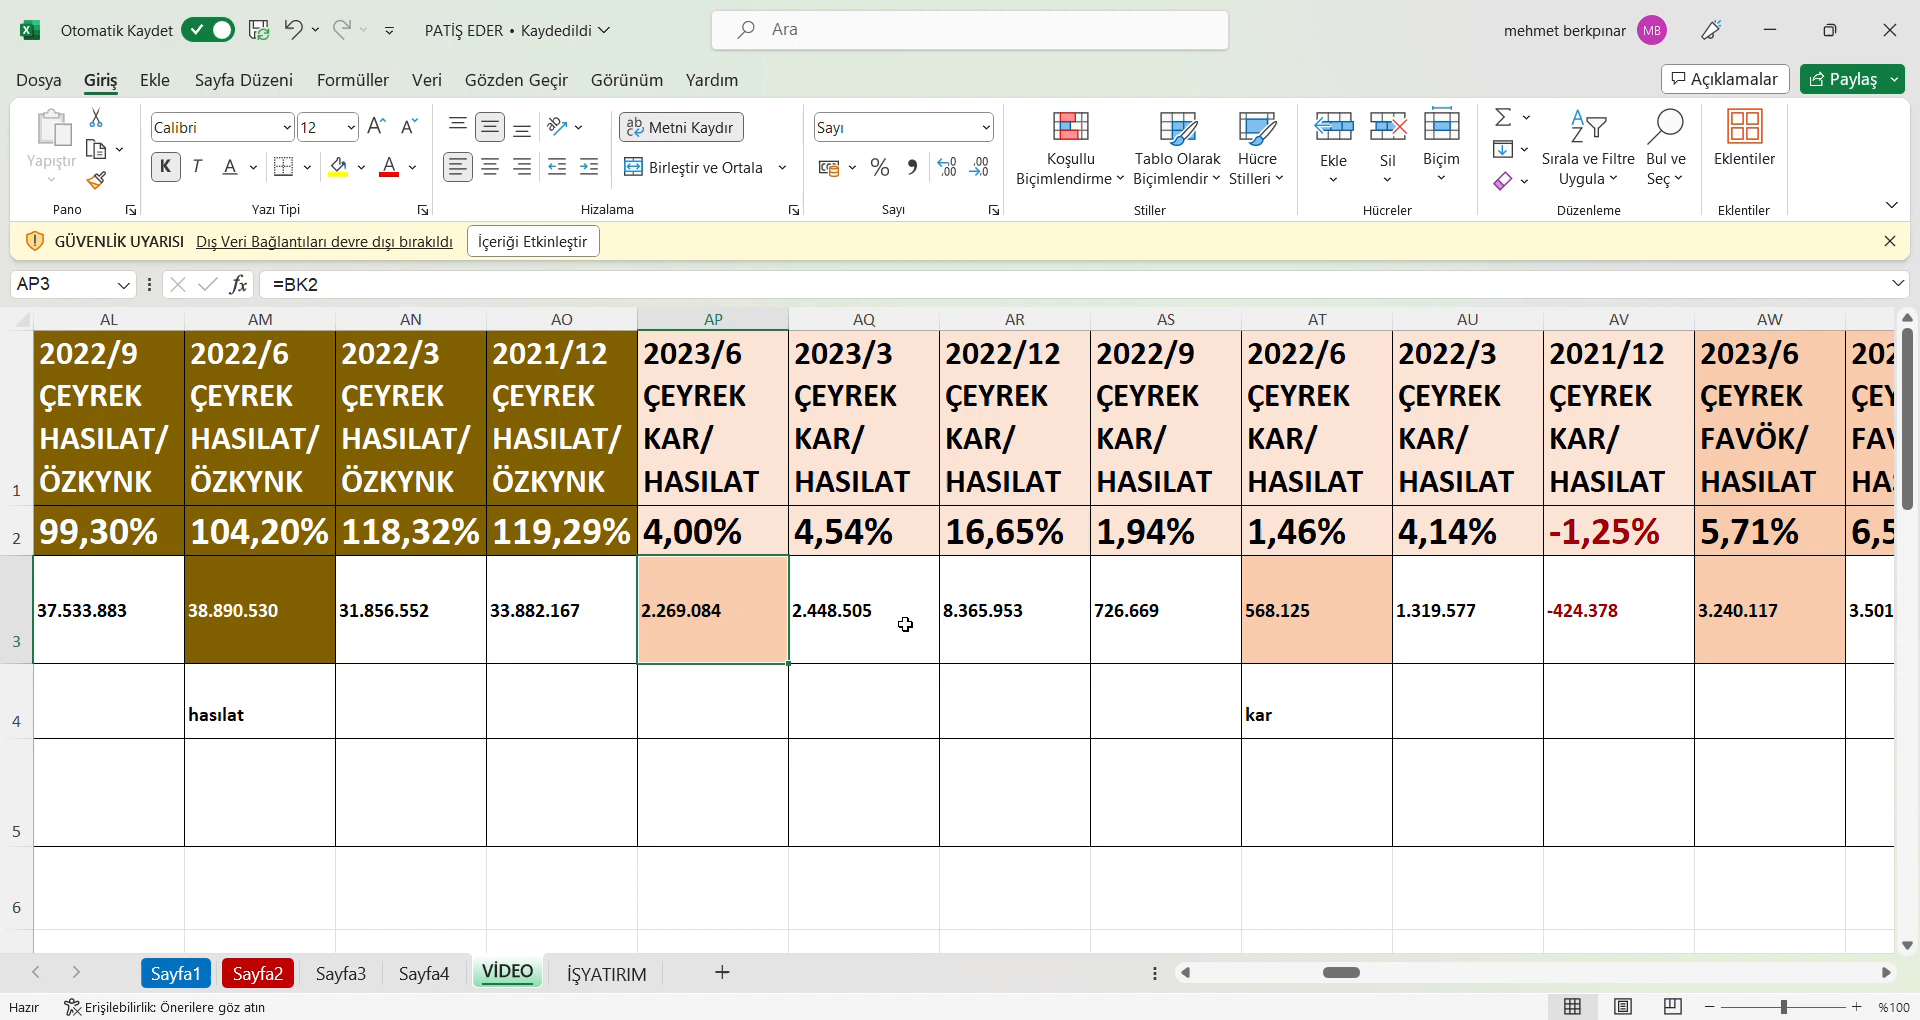 Otomatik Kaydet
PATİŞ EDER • Kaydedildi
Ara
mehmet berkpınar
MB
Dosya Giriş Ekle Sayfa Düzeni Formüller Veri Gözden Geçir Görünüm Yardım
Açıklamalar
Paylaş
Yapıştır
Pano
Calibri
12
K T A
Yazı Tipi
Metni Kaydır
Birleştir ve Ortala
Hizalama
Sayı
Sayı
Koşullu
Biçimlendirme
Tablo Olarak
Biçimlendir
Hücre
Stilleri
Stiller
Ekle
Sil
Biçim
Hücreler
Sırala ve Filtre
Uygula
Bul ve
Seç
Düzenleme
Eklentiler
Eklentiler
GÜVENLİK UYARISI Dış Veri Bağlantıları devre dışı bırakıldı İçeriği Etkinleştir
AP3
fx
=BK2
AL AM AN AO AP AQ AR AS AT AU AV AW
1
2022/9 2022/6 2022/3 2021/12 2023/6 2023/3 2022/12 2022/9 2022/6 2022/3 2021/12 2023/6 202
ÇEYREK ÇEYREK ÇEYREK ÇEYREK ÇEYREK ÇEYREK ÇEYREK ÇEYREK ÇEYREK ÇEYREK ÇEYREK ÇEYREK ÇEY
HASILAT/ HASILAT/ HASILAT/ HASILAT/ KAR/ KAR/ KAR/ KAR/ KAR/ KAR/ KAR/ FAVÖK/ FAV
ÖZKYNK ÖZKYNK ÖZKYNK ÖZKYNK HASILAT HASILAT HASILAT HASILAT HASILAT HASILAT HASILAT HASILAT HAS
2 99,30% 104,20% 118,32% 119,29% 4,00% 4,54% 16,65% 1,94% 1,46% 4,14% -1,25% 5,71% 6,5
3 37.533.883 38.890.530 31.856.552 33.882.167 2.269.084 2.448.505 8.365.953 726.669 568.125 1.319.577 -424.378 3.240.117 3.501
4 hasılat kar
5
6
Sayfa1 Sayfa2 Sayfa3 Sayfa4 VİDEO İŞYATIRIM
Hazır
Erişilebilirlik: Önerilere göz atın
%100